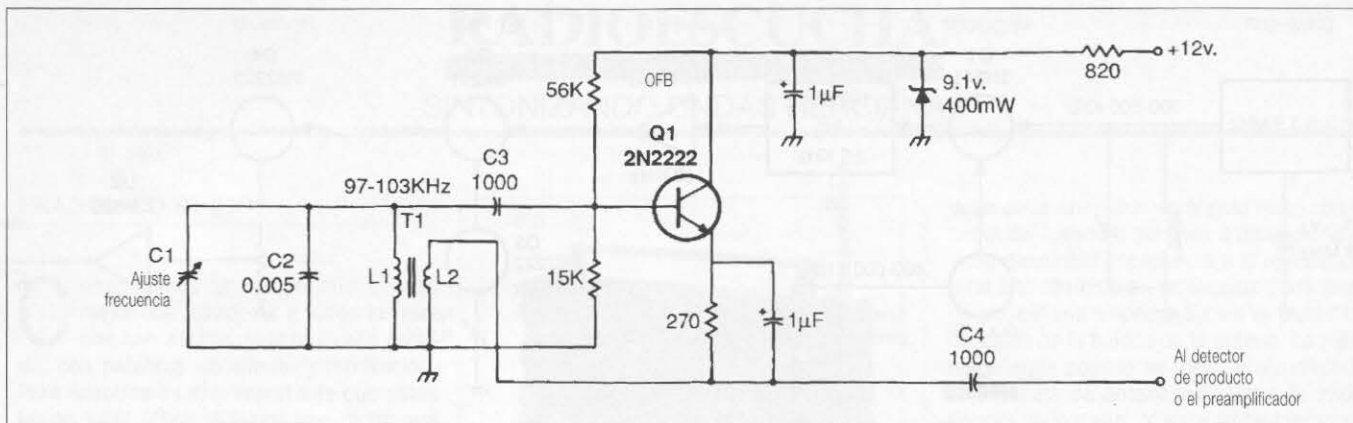 +12v.
820
9.1v.
400mW
1µF
OFB
56K
Q1
2N2222
C3
1000
97-103KHz
T1
C1
Ajuste
frecuencia
C2
0.005
L1
L2
15K
270
1µF
C4
1000
Al detector
de producto
o el preamplificador